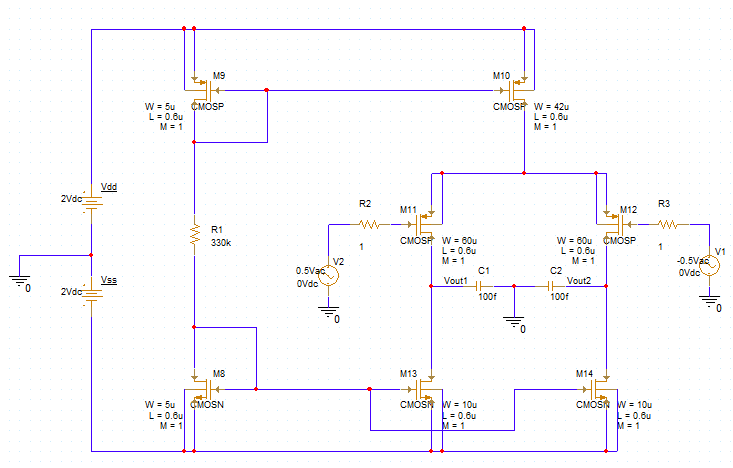 M9
CMOSP
W = 5u
L = 0.6u
M = 1
M10
CMOSP
W = 42u
L = 0.6u
M = 1
Vdd
2Vdc
R1
330k
0
Vss
2Vdc
R2
1
M11
CMOSP
W = 60u
L = 0.6u
M = 1
M12
CMOSP
W = 60u
L = 0.6u
M = 1
R3
1
V2
0.5Vac
0Vdc
0
V1
-0.5Vac
0Vdc
0
Vout1
C1
100f
C2
100f
Vout2
0
M8
CMOSN
W = 5u
L = 0.6u
M = 1
M13
CMOSN
W = 10u
L = 0.6u
M = 1
M14
CMOSN
W = 10u
L = 0.6u
M = 1